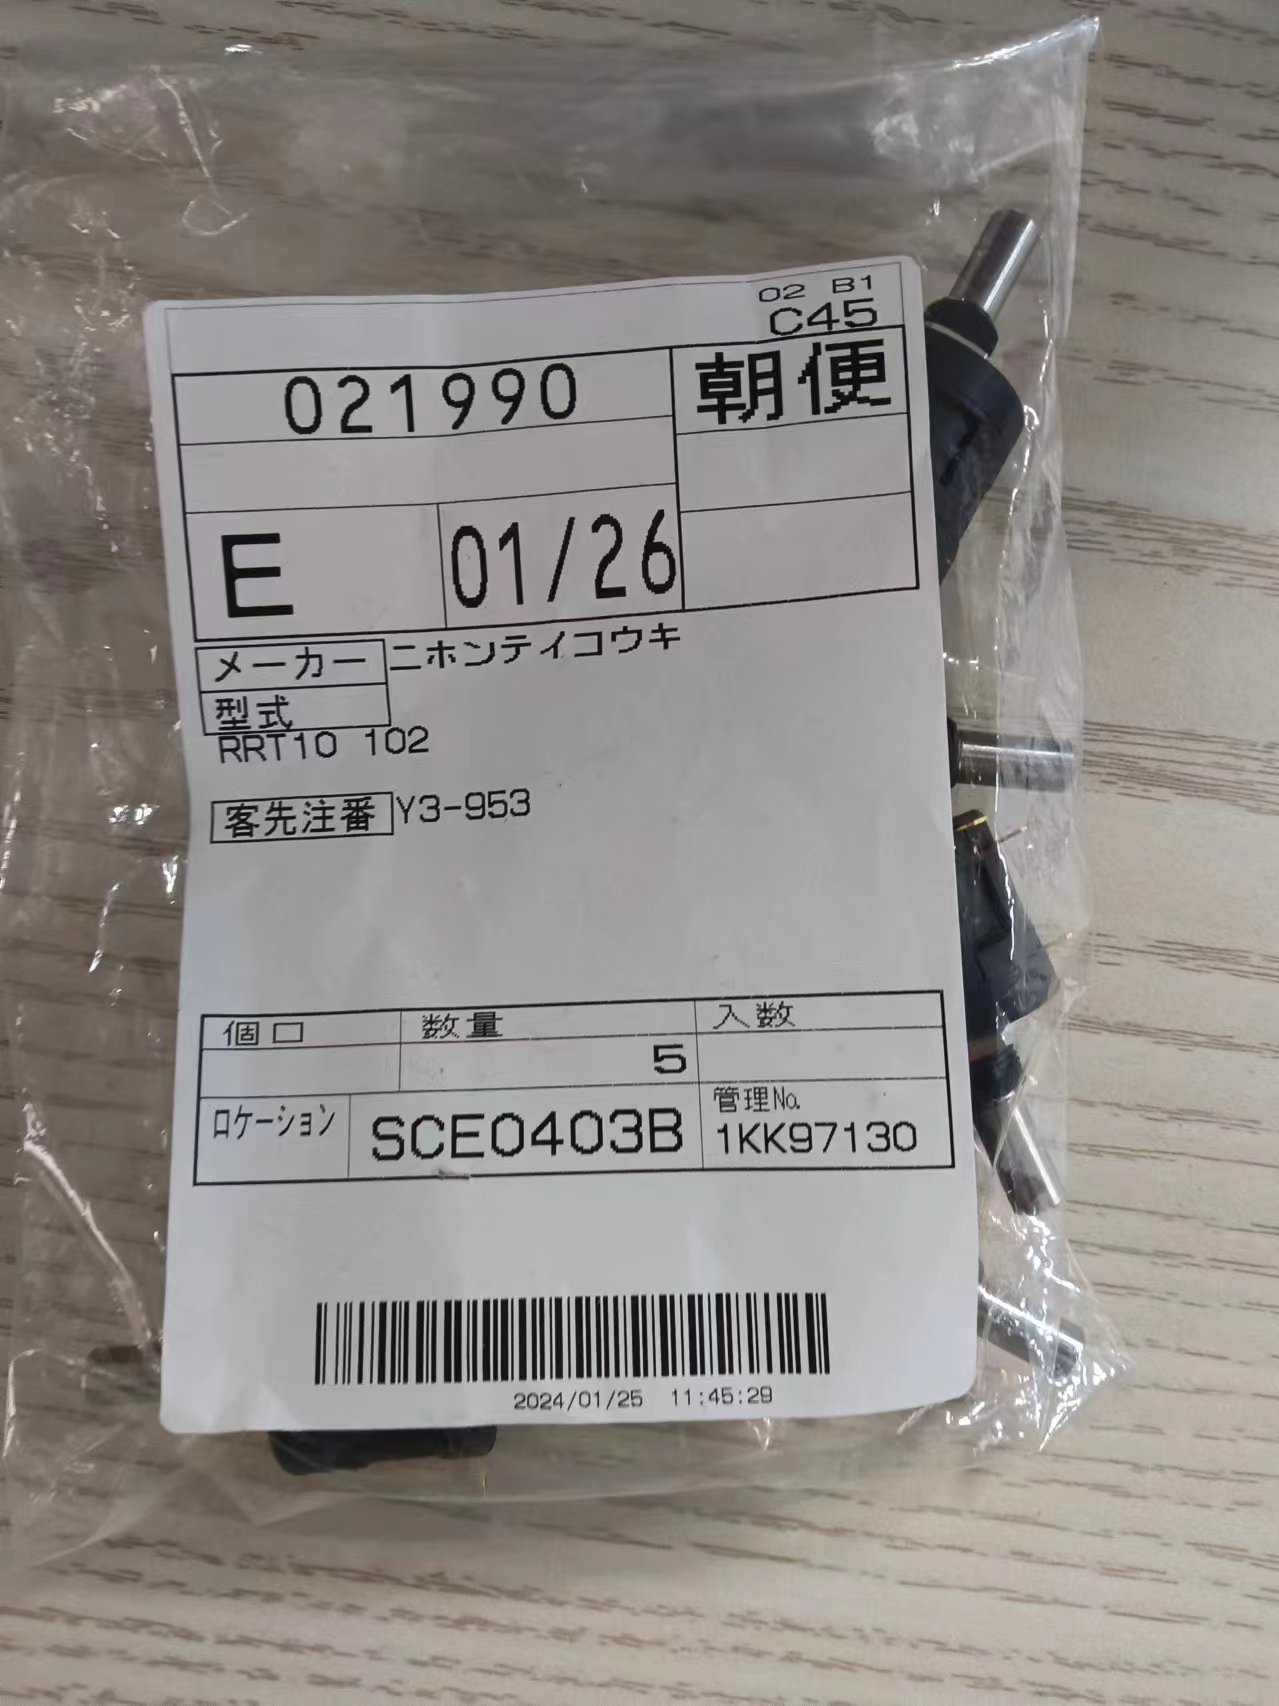 02 B1
C45
021990
朝便
E
01/26
メーカー ニホンテイコウキ
型式
RRT10 102
客先注番 Y3-953
個口 数量 入数
5
ロケーション SCE0403B 管理No. 1KK97130
2024/01/25 11:45:29